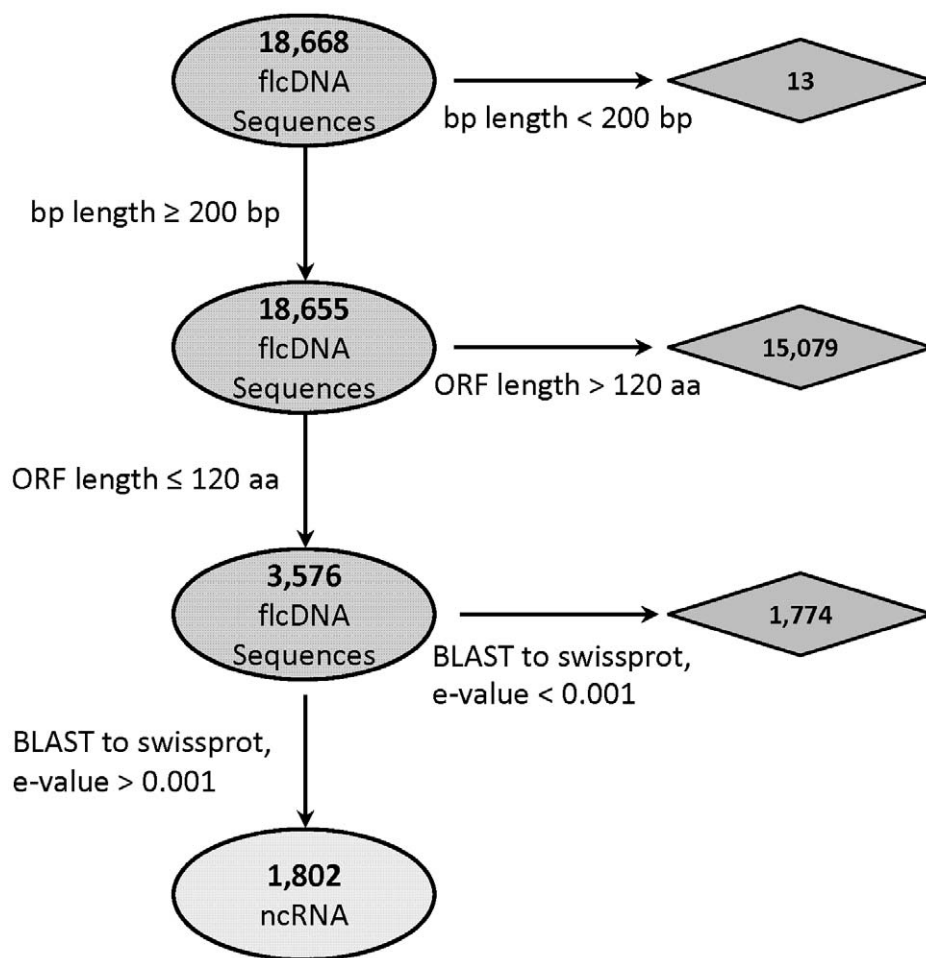 18,668
flcDNA
Sequences
13
bp length < 200 bp
bp length ≥ 200 bp
18,655
flcDNA
Sequences
15,079
ORF length > 120 aa
ORF length ≤ 120 aa
3,576
flcDNA
Sequences
1,774
BLAST to swissprot,
e-value < 0.001
BLAST to swissprot,
e-value > 0.001
1,802
ncRNA